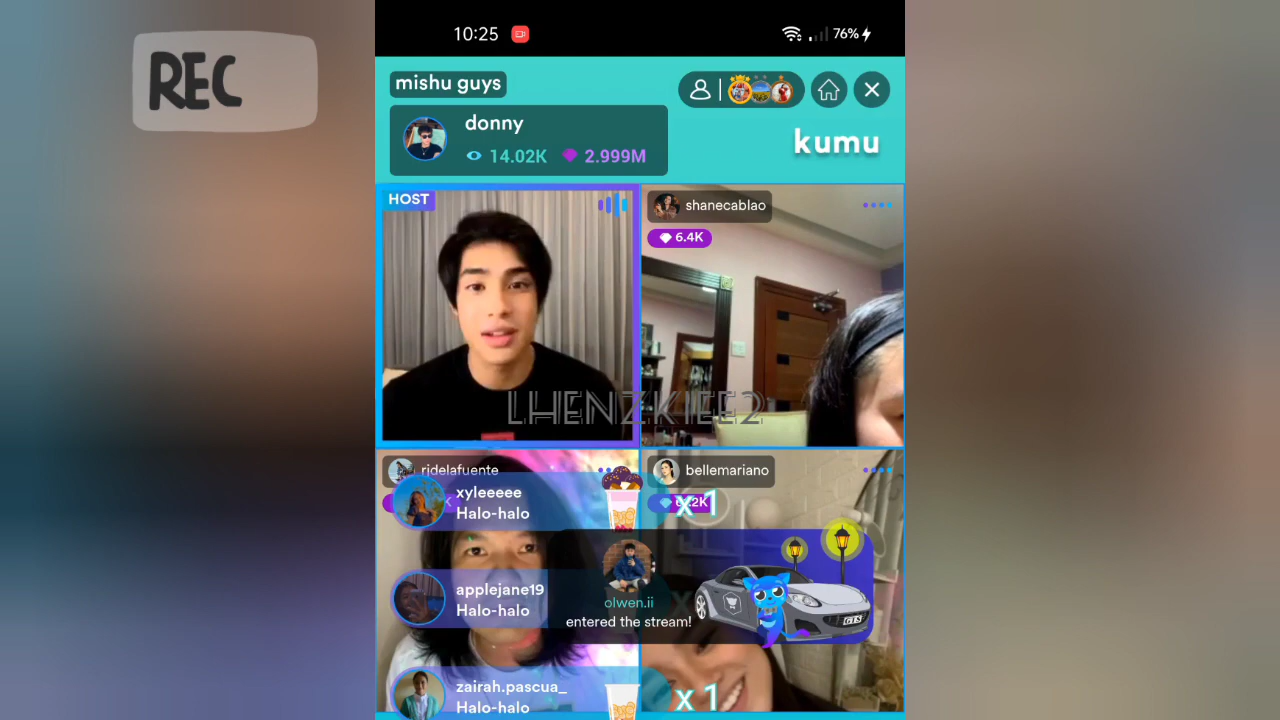 REC
10:25
76%
mishu guys
donny
14.02K
2.999M
kumu
HOST
shanecablao
6.4K
LHENZKIEE2
ridelafuente
bellemariano
xyleeeee
Halo-halo
x 1
applejane19
Halo-halo
olwen.ii
entered the stream!
zairah.pascua_
Halo-halo
x 1